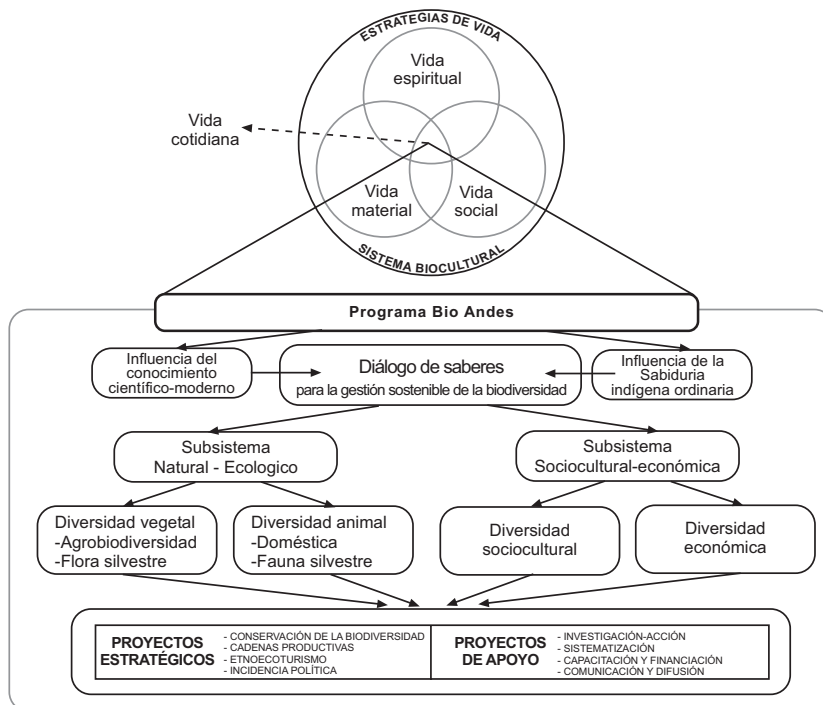 ESTRATEGIAS DE VIDA
Vida
espiritual
Vida
cotidiana
Vida
material
Vida
social
SISTEMA BIOCULTURAL
Programa Bio Andes
Influencia del
conocimiento
científico-moderno
Diálogo de saberes
para la gestión sostenible de la biodiversidad
Influencia de la
Sabiduria
indígena ordinaria
Subsistema
Natural - Ecologico
Subsistema
Sociocultural-económica
Diversidad vegetal
-Agrobiodiversidad
-Flora silvestre
Diversidad animal
-Doméstica
-Fauna silvestre
Diversidad
sociocultural
Diversidad
económica
PROYECTOS
ESTRATÉGICOS
- CONSERVACIÓN DE LA BIODIVERSIDAD
- CADENAS PRODUCTIVAS
- ETNOECOTURISMO
- INCIDENCIA POLÍTICA
PROYECTOS
DE APOYO
- INVESTIGACIÓN-ACCIÓN
- SISTEMATIZACIÓN
- CAPACITACIÓN Y FINANCIACIÓN
- COMUNICACIÓN Y DIFUSIÓN